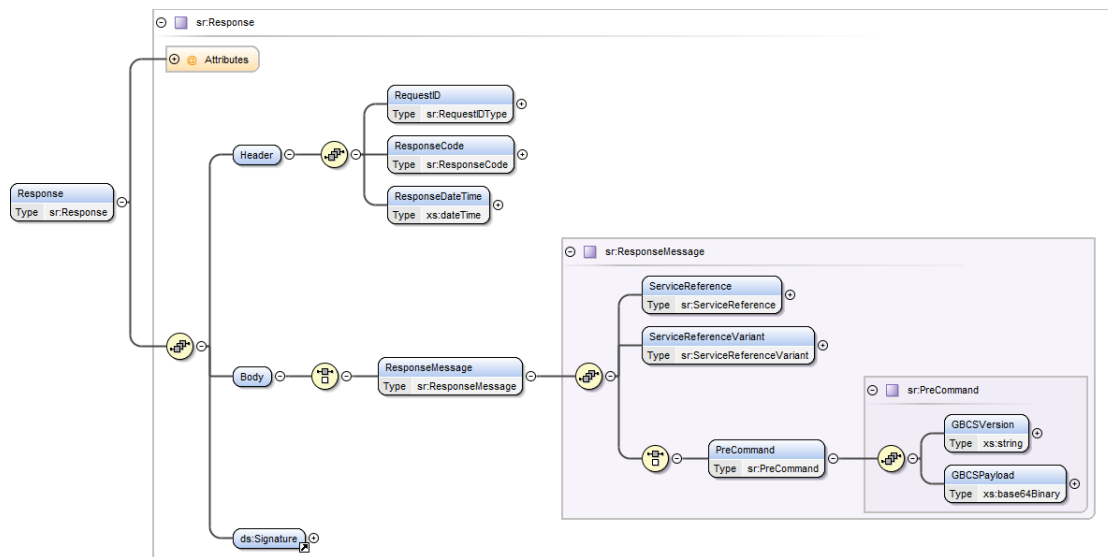 sr:Response
@ Attributes
RequestID
Type sr:RequestIDType
Header
ResponseCode
Type sr:ResponseCode
ResponseDateTime
Type xs:dateTime
Response
Type sr:Response
sr:ResponseMessage
ServiceReference
Type sr:ServiceReference
ServiceReferenceVariant
Type sr:ServiceReferenceVariant
Body
ResponseMessage
Type sr:ResponseMessage
sr:PreCommand
GBCSVersion
Type xs:string
PreCommand
Type sr:PreCommand
GBCSPayload
Type xs:base64Binary
ds:Signature